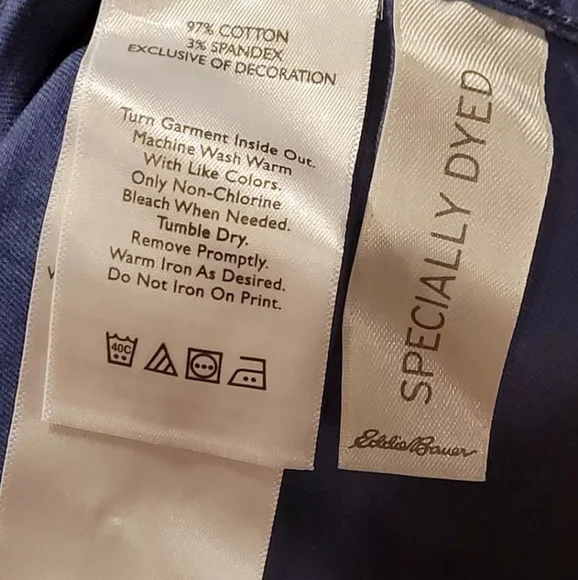 97% COTTON
3% SPANDEX
EXCLUSIVE OF DECORATION
Turn Garment Inside Out.
Machine Wash Warm
With Like Colors.
Only Non-Chlorine
Bleach When Needed.
Tumble Dry.
Remove Promptly.
Warm Iron As Desired.
Do Not Iron On Print.
40C
SPECIALLY DYED
Eddie Bauer